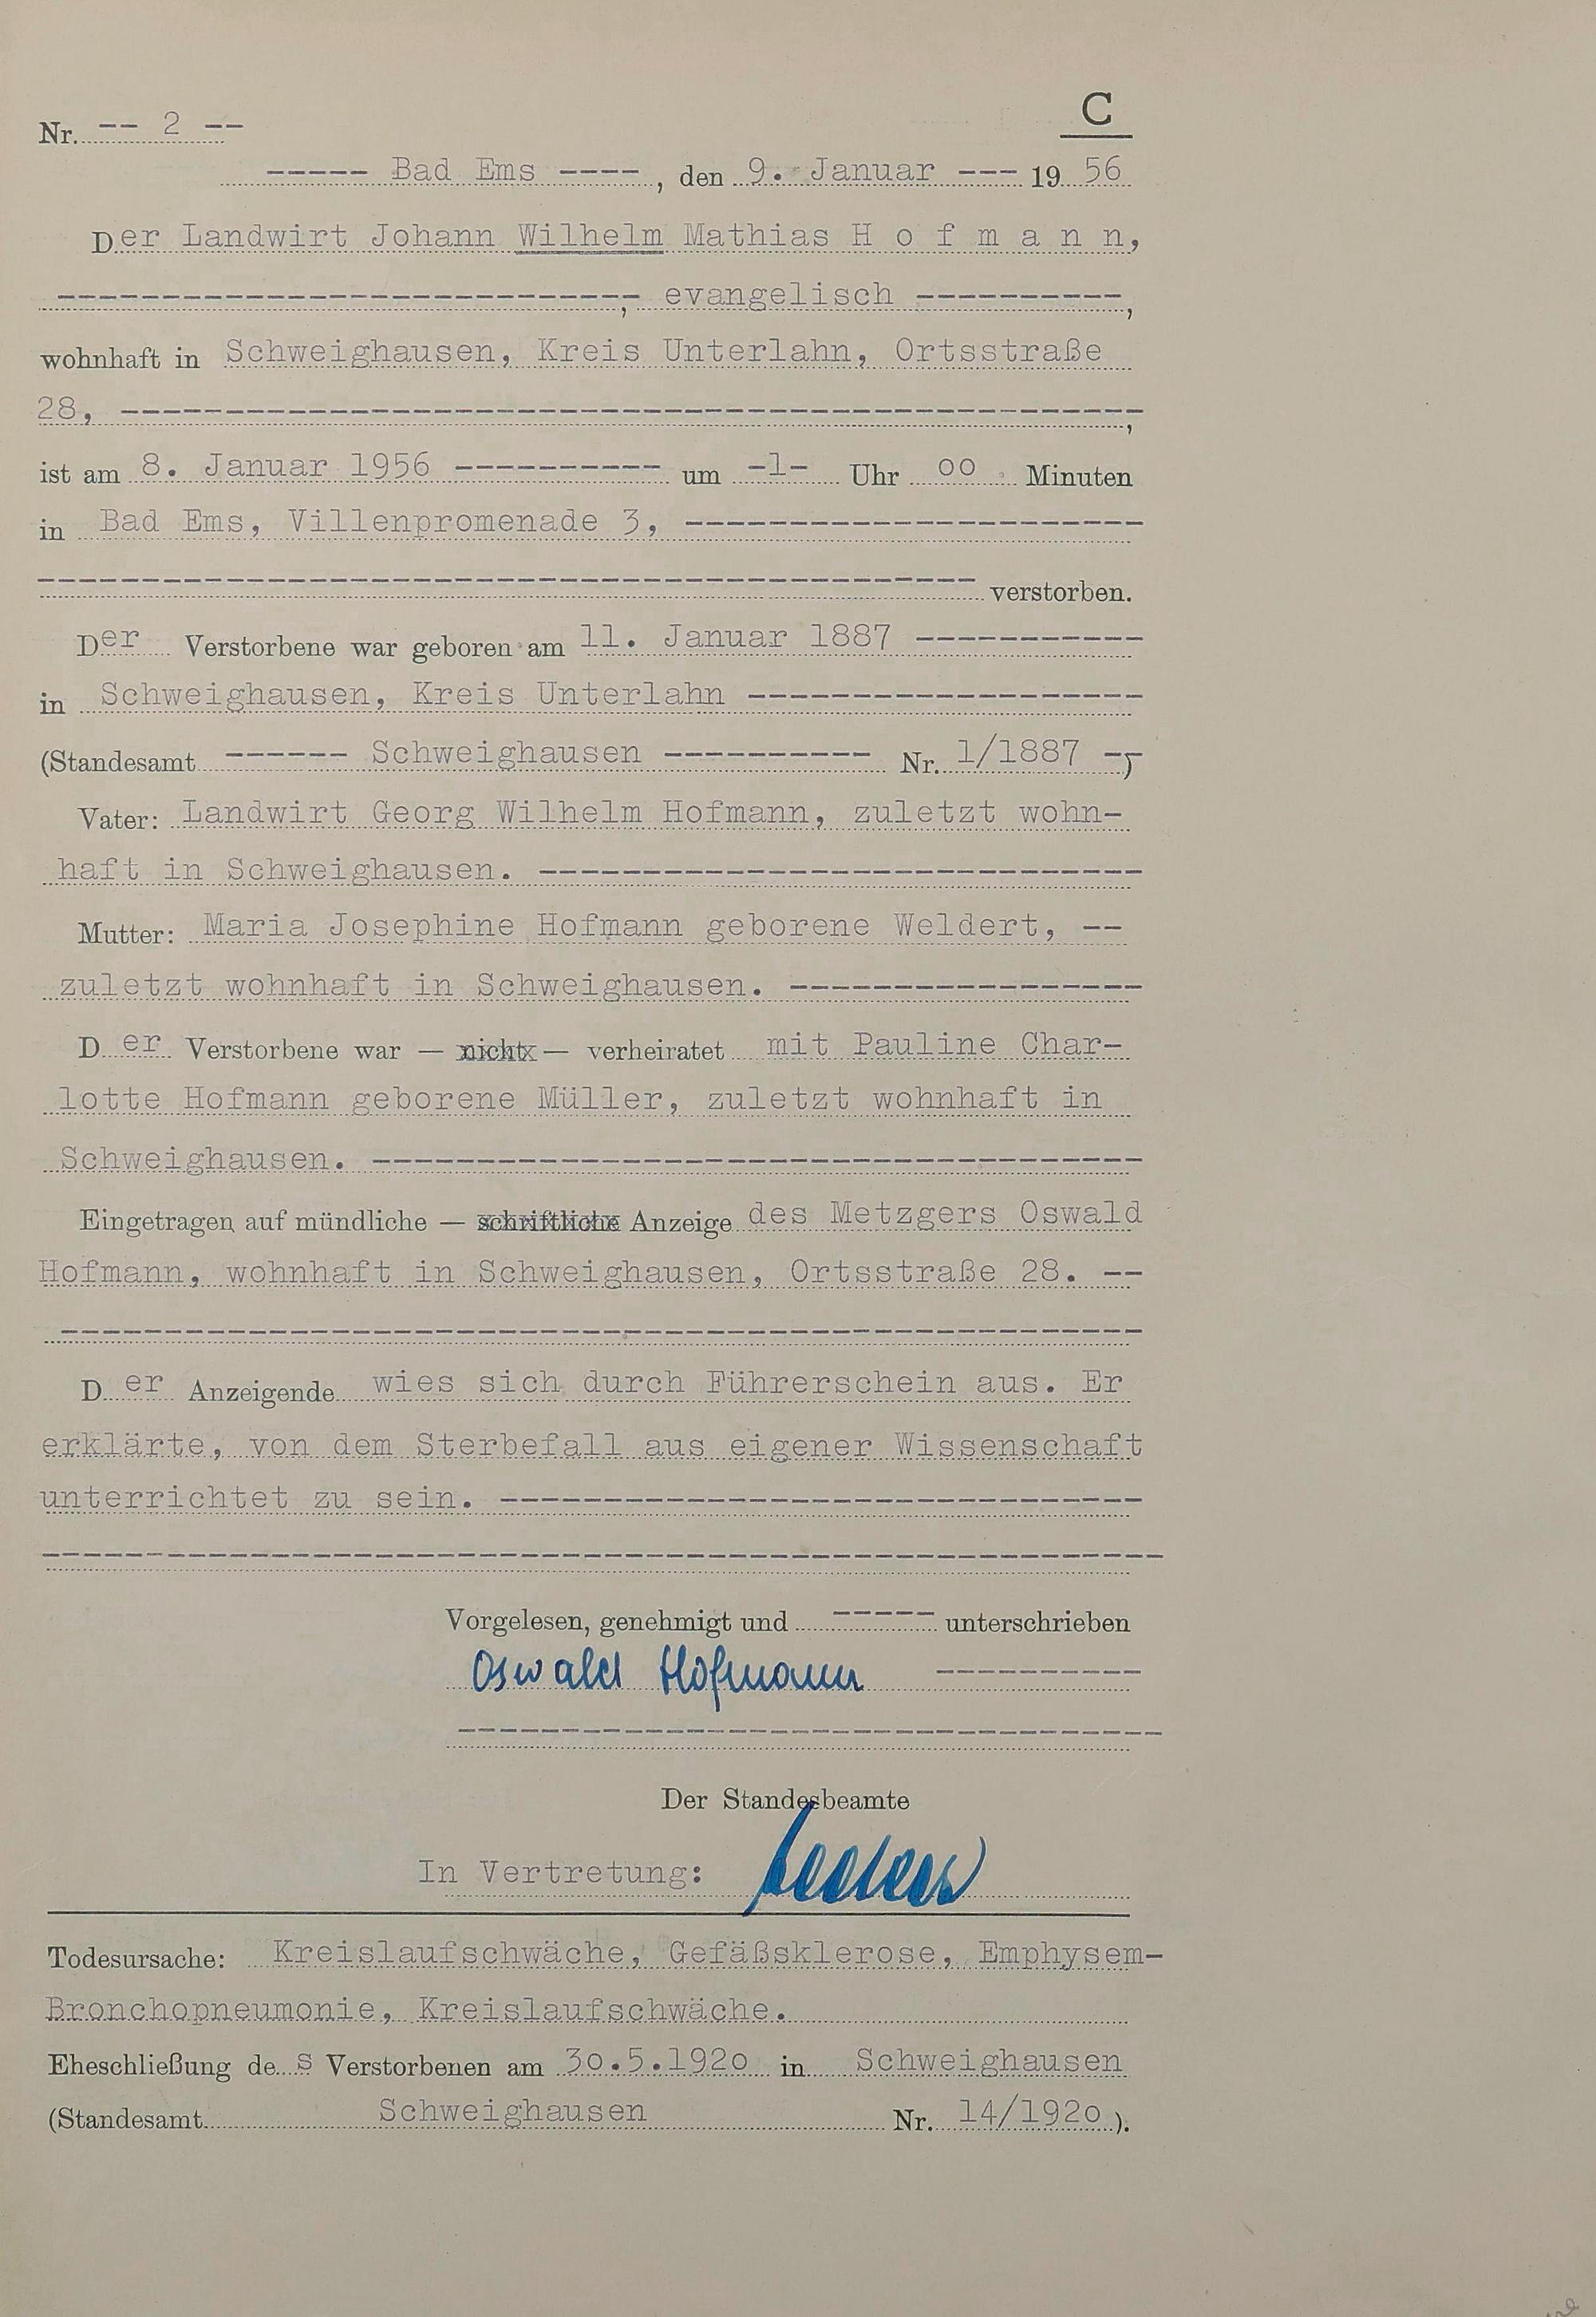 C
Nr. -- 2 --
----- Bad Ems ----, den 9. Januar --- 19 56
Der Landwirt Johann Wilhelm Mathias H o f m a n n,
----------------------------, evangelisch ----------,
wohnhaft in Schweighausen, Kreis Unterlahn, Ortsstraße
28, -------------------------------------------------,
ist am 8. Januar 1956 ---------- um -1- Uhr 00 Minuten
in Bad Ems, Villenpromenade 3, ----------------------
--------------------------------------------- verstorben.
Der Verstorbene war geboren am 11. Januar 1887 -----------
in Schweighausen, Kreis Unterlahn -------------------
(Standesamt ------ Schweighausen ---------- Nr. 1/1887 -)
Vater: Landwirt Georg Wilhelm Hofmann, zuletzt wohn-
haft in Schweighausen. -----------------------------
Mutter: Maria Josephine Hofmann geborene Weldert, --
zuletzt wohnhaft in Schweighausen. -----------------
Der Verstorbene war — nicht — verheiratet mit Pauline Char-
lotte Hofmann geborene Müller, zuletzt wohnhaft in
Schweighausen. -------------------------------------
Eingetragen auf mündliche — schriftliche Anzeige des Metzgers Oswald
Hofmann, wohnhaft in Schweighausen, Ortsstraße 28. --
----------------------------------------------------
Der Anzeigende wies sich durch Führerschein aus. Er
erklärte, von dem Sterbefall aus eigener Wissenschaft
unterrichtet zu sein. -------------------------------
------------------------------------------------------
Vorgelesen, genehmigt und ----- unterschrieben
Oswald Hofmann ----------
----------------------------------
Der Standesbeamte
In Vertretung:
Todesursache: Kreislaufschwäche, Gefäßsklerose, Emphysem-
Bronchopneumonie, Kreislaufschwäche.
Eheschließung des Verstorbenen am 30.5.1920 in Schweighausen
(Standesamt Schweighausen Nr. 14/1920).